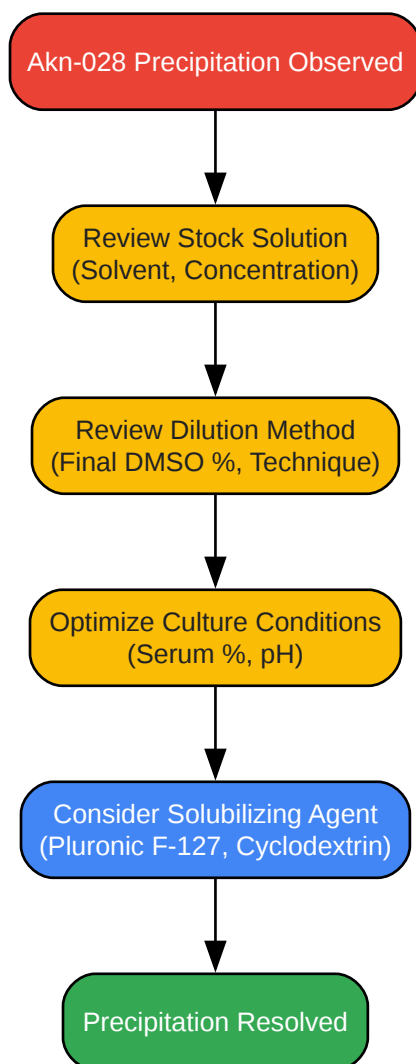 Akn-028 Precipitation Observed
Review Stock Solution
(Solvent, Concentration)
Review Dilution Method
(Final DMSO %, Technique)
Optimize Culture Conditions
(Serum %, pH)
Consider Solubilizing Agent
(Pluronic F-127, Cyclodextrin)
Precipitation Resolved